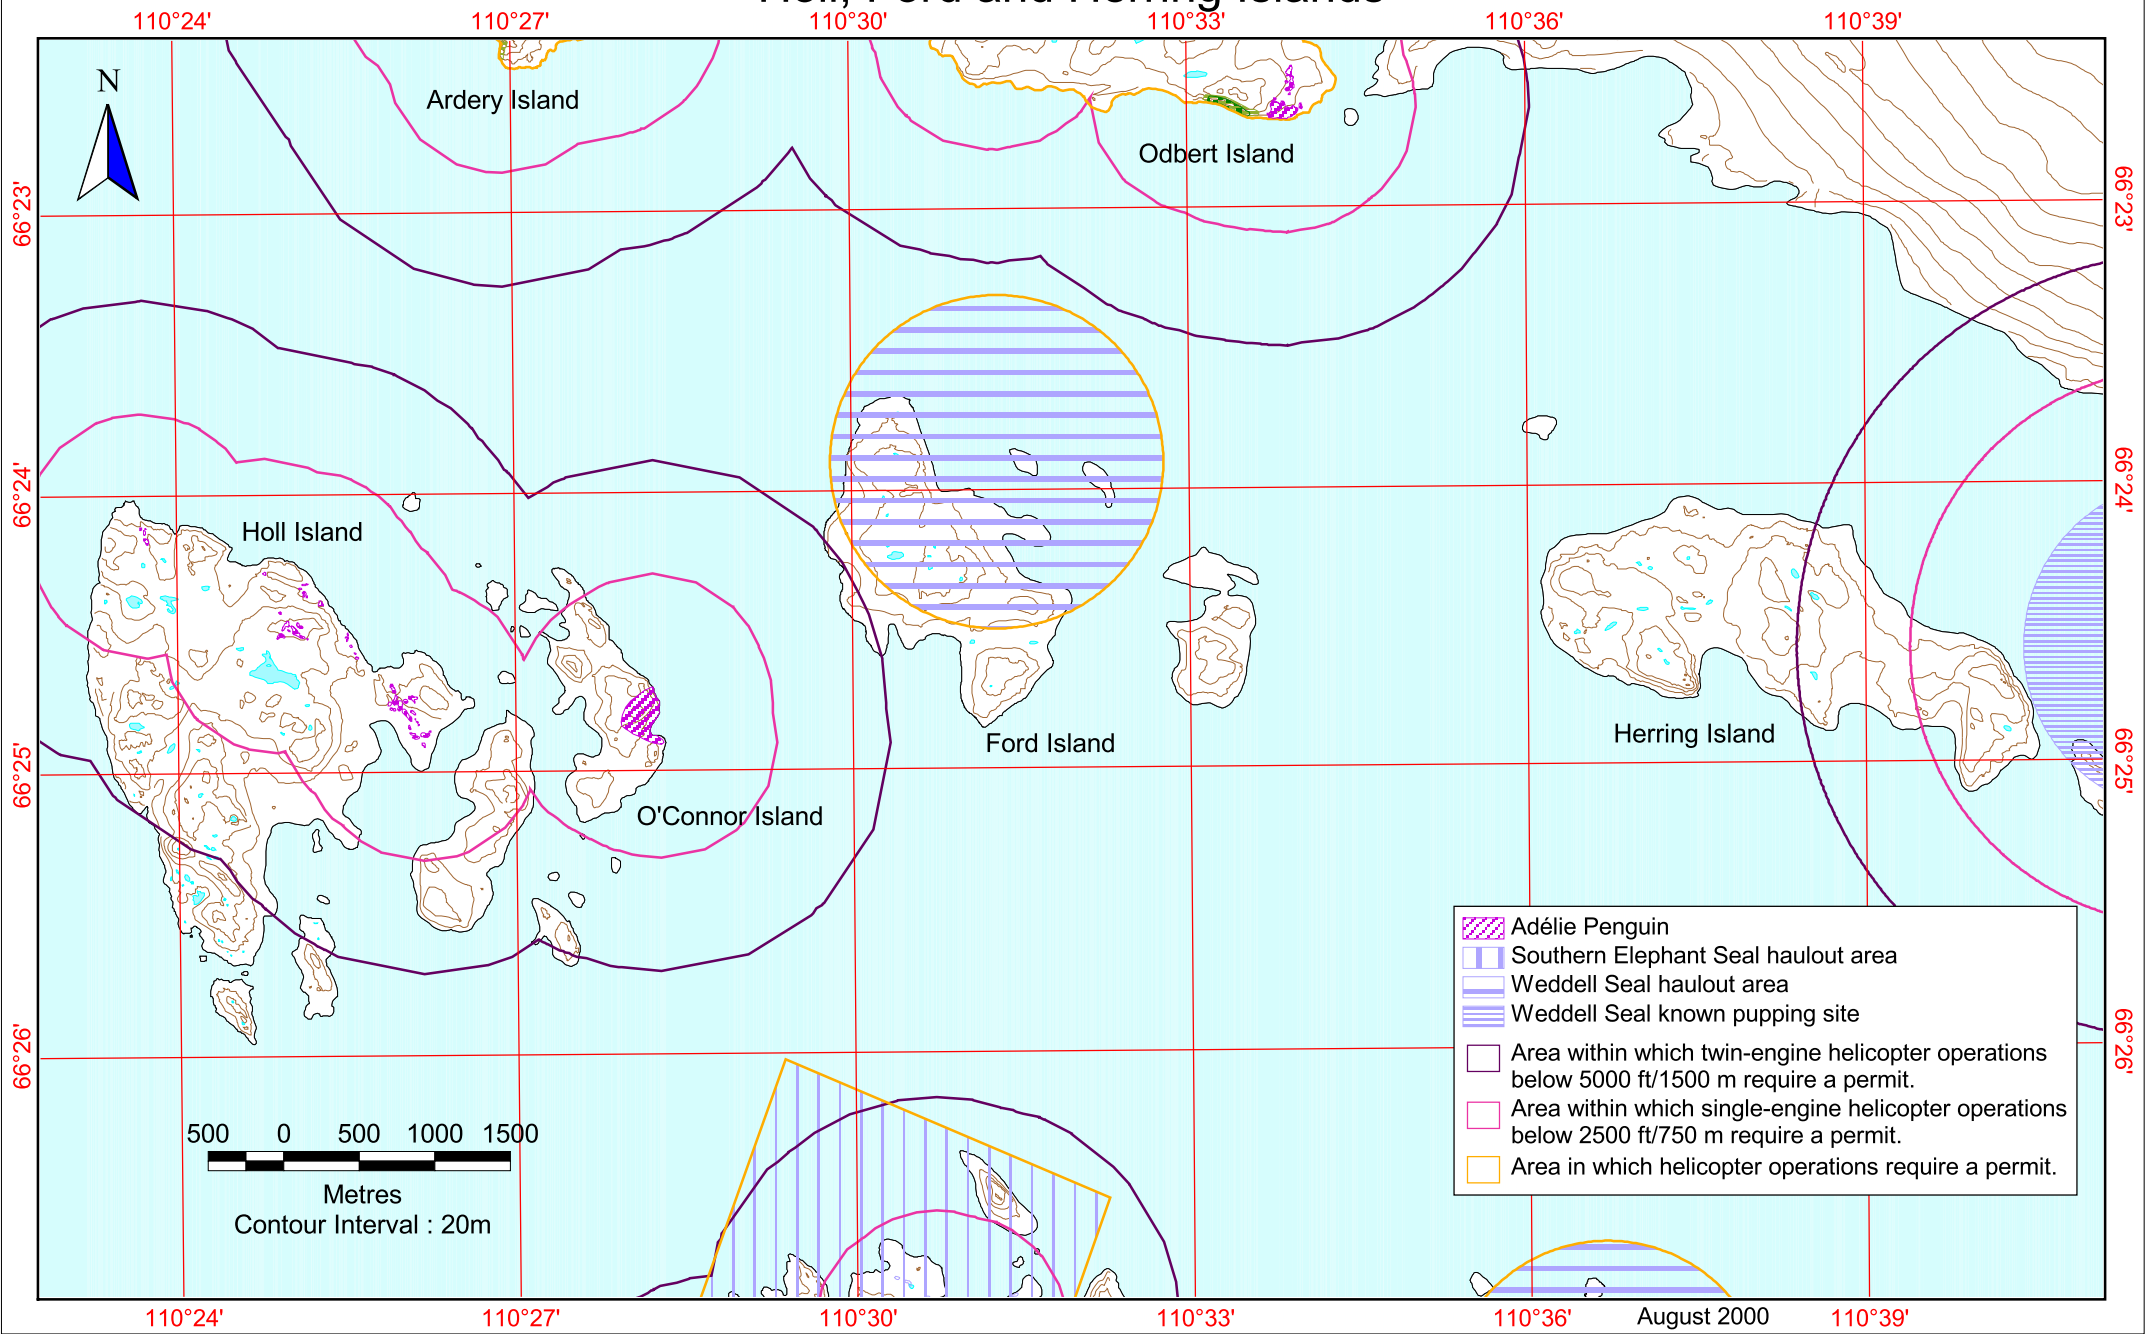 Holl, Ford and Herring Islands
110°24' 110°27' 110°30' 110°33' 110°36' 110°39'
N
Ardery Island
Odbert Island
66°23' 66°23'
66°24' 66°24'
Holl Island
Herring Island
Ford Island
66°25' 66°25'
O'Connor Island
Adélie Penguin
Southern Elephant Seal haulout area
Weddell Seal haulout area
Weddell Seal known pupping site
Area within which twin-engine helicopter operations
below 5000 ft/1500 m require a permit.
Area within which single-engine helicopter operations
below 2500 ft/750 m require a permit.
Area in which helicopter operations require a permit.
66°26' 66°26'
500 0 500 1000 1500
Metres
Contour Interval : 20m
110°24' 110°27' 110°30' 110°33' 110°36' 110°39'
August 2000